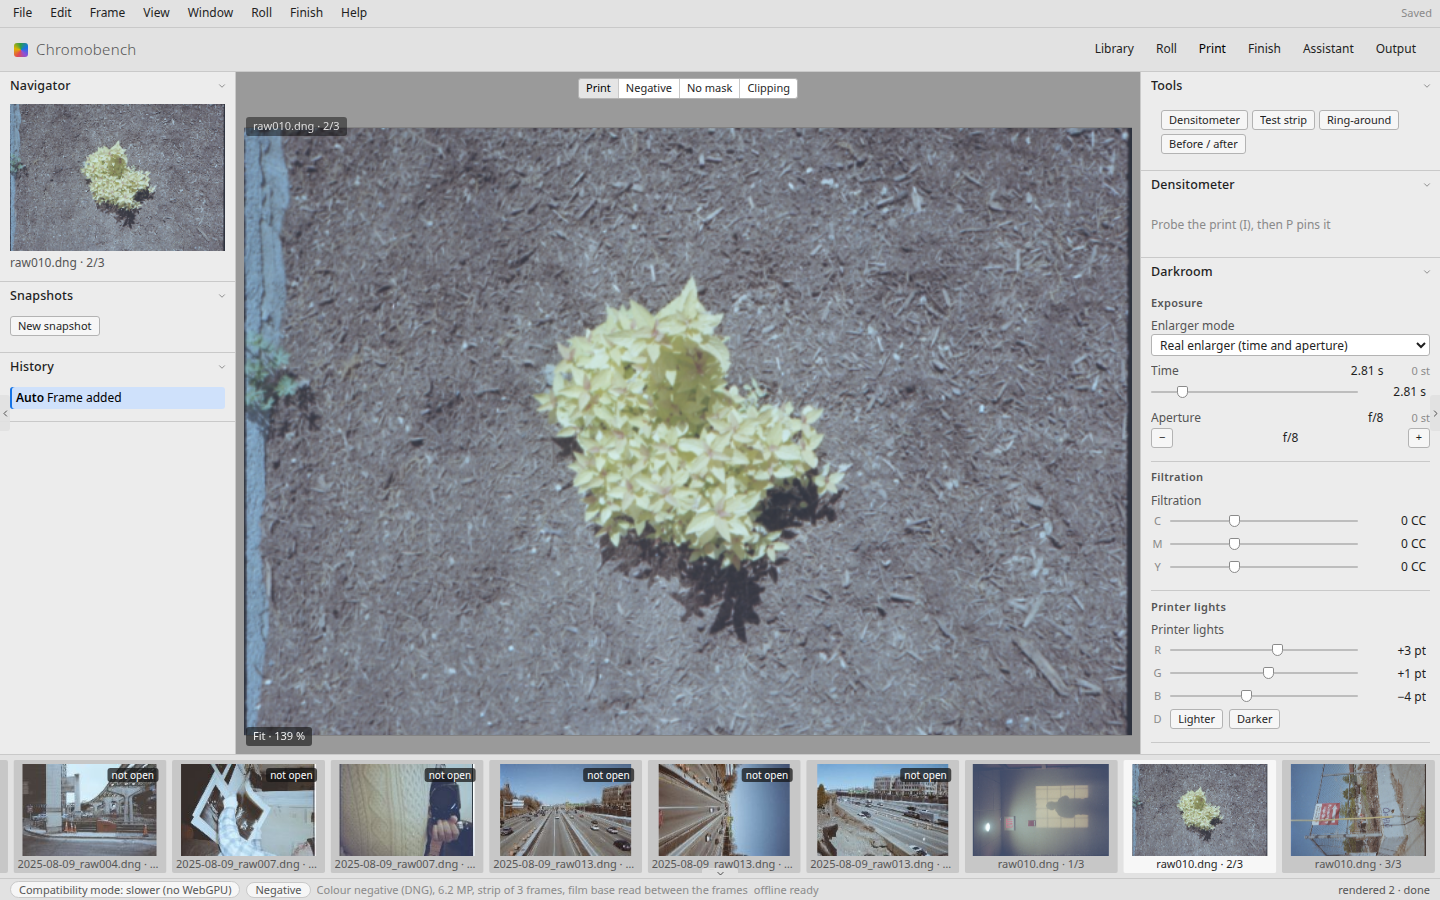 File Edit Frame View Window Roll Finish Help Saved
Chromobench Library Roll Print Finish Assistant Output
Navigator
raw010.dng · 2/3
Snapshots
New snapshot
History
Auto Frame added
Print Negative No mask Clipping
raw010.dng · 2/3
Fit · 139 %
Tools
Densitometer Test strip Ring-around
Before / after
Densitometer
Probe the print (I), then P pins it
Darkroom
Exposure
Enlarger mode
Real enlarger (time and aperture)
Time 2.81 s 0 st
2.81 s
Aperture f/8 0 st
− f/8 +
Filtration
Filtration
C 0 CC
M 0 CC
Y 0 CC
Printer lights
Printer lights
R +3 pt
G +1 pt
B −4 pt
D Lighter Darker
not open not open not open not open not open not open
2025-08-09_raw004.dng · ... 2025-08-09_raw007.dng · ... 2025-08-09_raw007.dng · ... 2025-08-09_raw013.dng · ... 2025-08-09_raw013.dng · ... 2025-08-09_raw013.dng · ... raw010.dng · 1/3 raw010.dng · 2/3 raw010.dng · 3/3
Compatibility mode: slower (no WebGPU) Negative Colour negative (DNG), 6.2 MP, strip of 3 frames, film base read between the frames offline ready rendered 2 · done